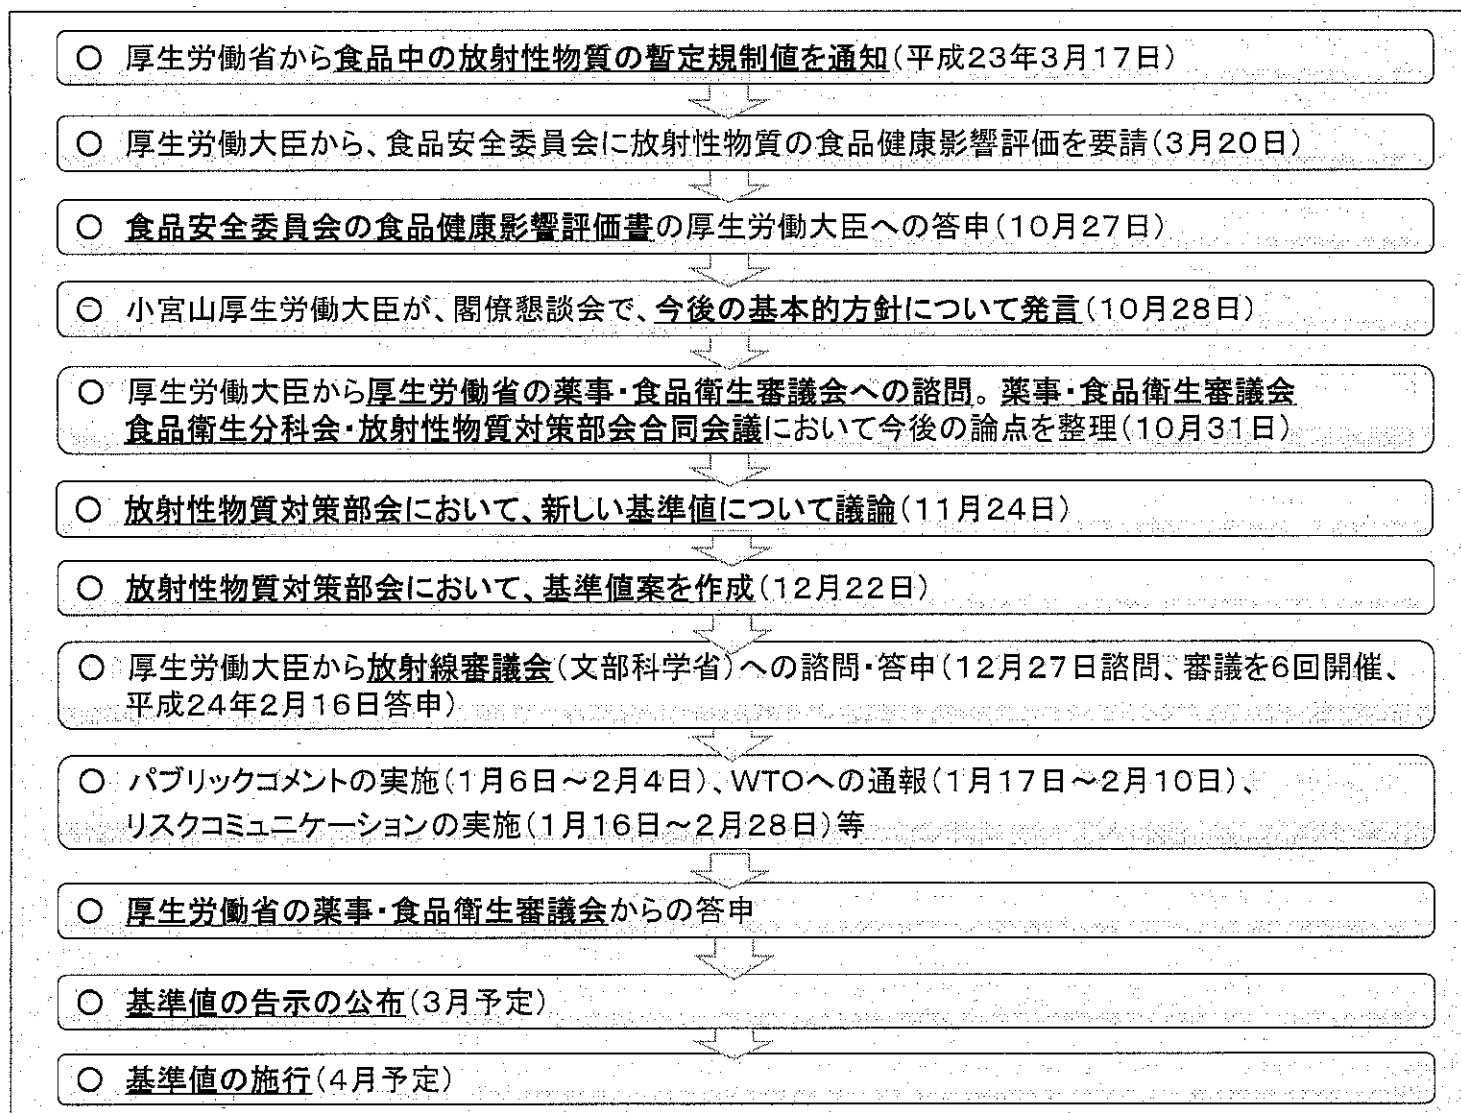 ○ 厚生労働省から食品中の放射性物質の暫定規制値を通知(平成23年3月17日)
○ 厚生労働大臣から、食品安全委員会に放射性物質の食品健康影響評価を要請(3月20日)
○ 食品安全委員会の食品健康影響評価書の厚生労働大臣への答申(10月27日)
○ 小宮山厚生労働大臣が、閣僚懇談会で、今後の基本的方針について発言(10月28日)
○ 厚生労働大臣から厚生労働省の薬事・食品衛生審議会への諮問。薬事・食品衛生審議会
食品衛生分科会・放射性物質対策部会合同会議において今後の論点を整理(10月31日)
○ 放射性物質対策部会において、新しい基準値について議論(11月24日)
○ 放射性物質対策部会において、基準値案を作成(12月22日)
○ 厚生労働大臣から放射線審議会(文部科学省)への諮問・答申(12月27日諮問、審議を6回開催、
平成24年2月16日答申)
○ パブリックコメントの実施(1月6日～2月4日)、WTOへの通報(1月17日～2月10日)、
リスクコミュニケーションの実施(1月16日～2月28日)等
○ 厚生労働省の薬事・食品衛生審議会からの答申
○ 基準値の告示の公布(3月予定)
○ 基準値の施行(4月予定)